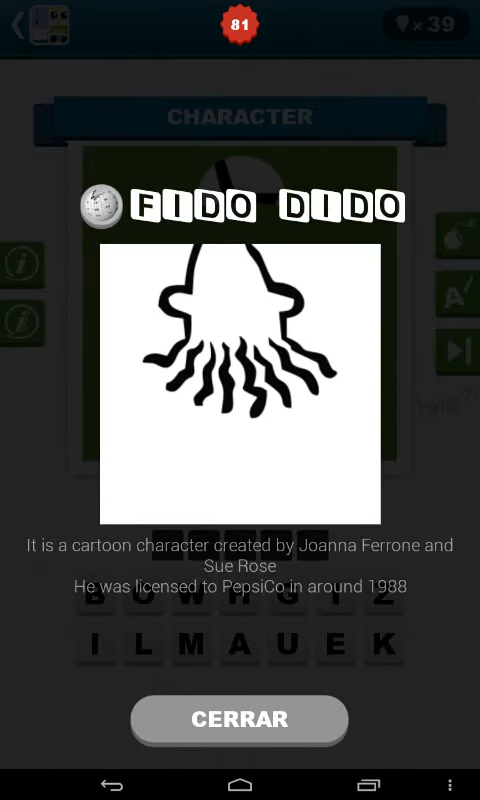 81
× 39
CHARACTER
FIDO DIDO
It is a cartoon character created by Joanna Ferrone and
Sue Rose
He was licensed to PepsiCo in around 1988
B O W H G T Z
I L M A U E K
CERRAR